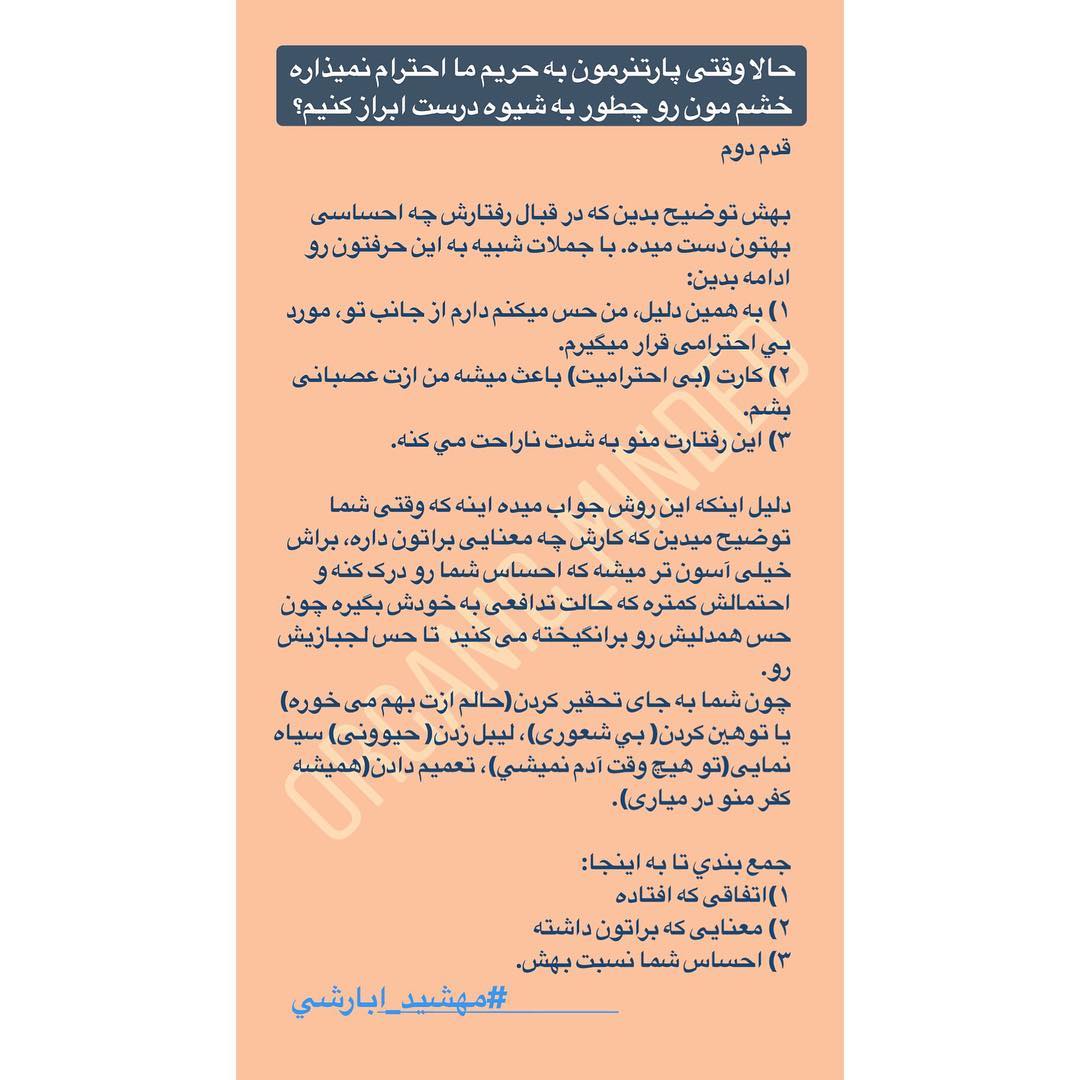 حالا وقتی پارتنرمون به حریم ما احترام نمیذاره
خشم مون رو چطور به شیوه درست ابراز کنیم؟
قدم دوم
بهش توضیح بدین که در قبال رفتارش چه احساسی
بهتون دست میده. با جملات شبیه به این حرفتون رو
ادامه بدین:
۱) به همین دلیل، من حس میکنم دارم از جانب تو، مورد
بي احترامی قرار میگیرم.
۲) کارت (بی احترامیت) باعث میشه من ازت عصبانی
بشم.
۳) این رفتارت منو به شدت ناراحت مي کنه.
دلیل اینکه این روش جواب میده اینه که وقتی شما
توضیح میدین که کارش چه معنایی براتون داره، براش
خیلی آسون تر میشه که احساس شما رو درک کنه و
احتمالش کمتره که حالت تدافعی به خودش بگیره چون
حس همدلیش رو برانگیخته می کنید تا حس لجبازیش
رو.
چون شما به جای تحقیر کردن(حالم ازت بهم می خوره)
یا توهین کردن( بي شعوری)، لیبل زدن( حیوونی) سیاه
نمایی(تو هیچ وقت آدم نمیشي)، تعمیم دادن(همیشه
کفر منو در میاری).
جمع بندي تا به اینجا:
۱)اتفاقی که افتاده
۲) معنایی که براتون داشته
۳) احساس شما نسبت بهش.
#مهشید_ابارشي
ORGANIC_MINDED